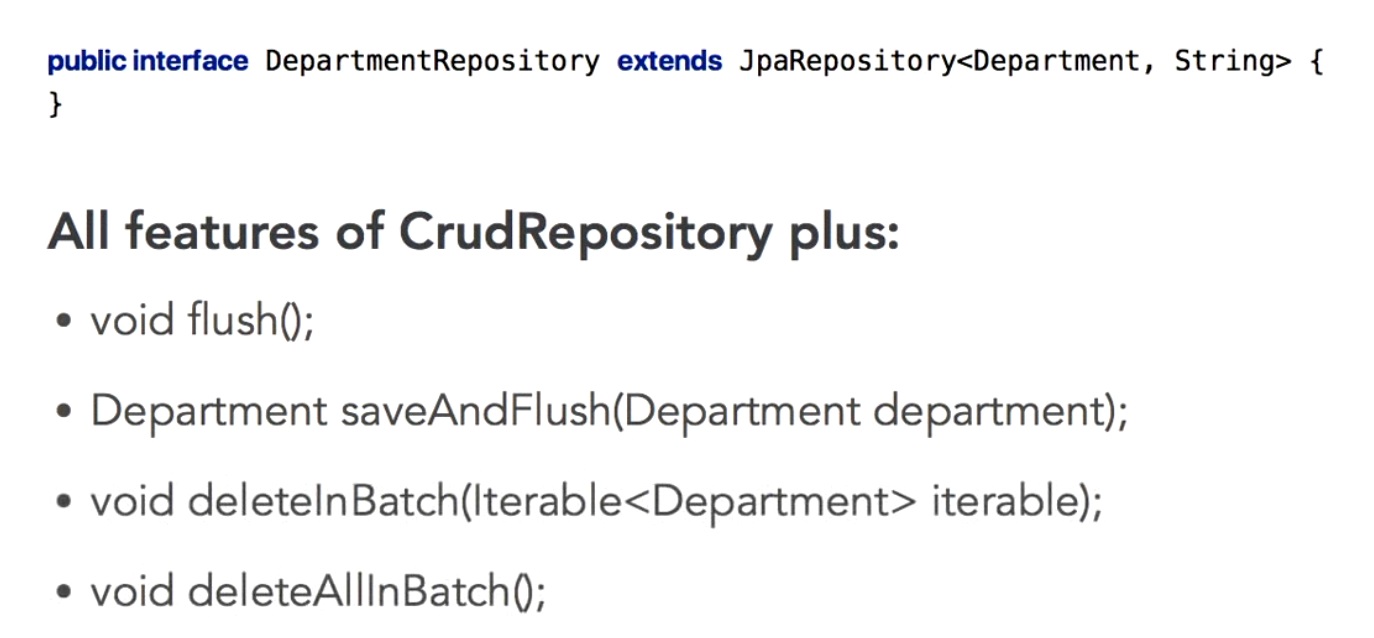 public interface DepartmentRepository extends JpaRepository<Department, String> {
}
All features of CrudRepository plus:
• void flush();
• Department saveAndFlush(Department department);
• void deleteInBatch(Iterable<Department> iterable);
• void deleteAllInBatch();